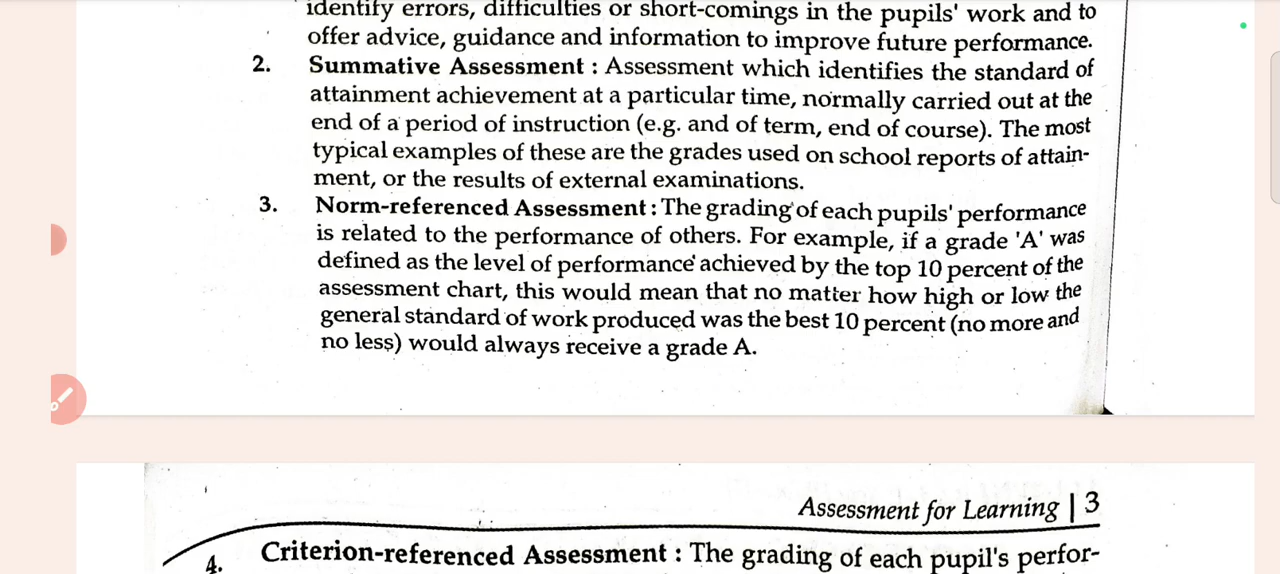 identify errors, difficulties or short-comings in the pupils' work and to
offer advice, guidance and information to improve future performance.
2. Summative Assessment : Assessment which identifies the standard of
attainment achievement at a particular time, normally carried out at the
end of a period of instruction (e.g. and of term, end of course). The most
typical examples of these are the grades used on school reports of attain-
ment, or the results of external examinations.
3. Norm-referenced Assessment : The grading of each pupils' performance
is related to the performance of others. For example, if a grade 'A' was
defined as the level of performance achieved by the top 10 percent of the
assessment chart, this would mean that no matter how high or low the
general standard of work produced was the best 10 percent (no more and
no less) would always receive a grade A.
Assessment for Learning | 3
4. Criterion-referenced Assessment : The grading of each pupil's perfor-